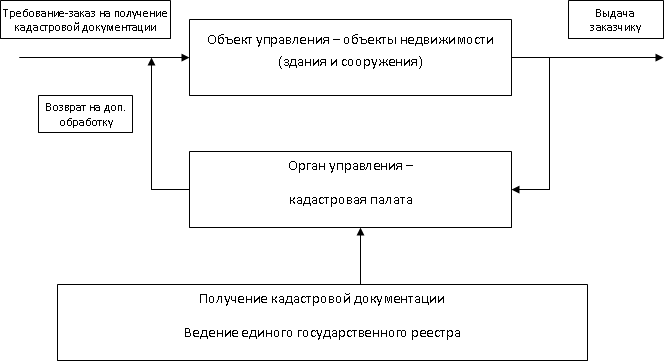 Требование-заказ на получение
кадастровой документации
Выдача
заказчику
Объект управления – объекты недвижимости
(здания и сооружения)
Возврат на доп.
обработку
Орган управления –
кадастровая палата
Получение кадастровой документации
Ведение единого государственного реестра